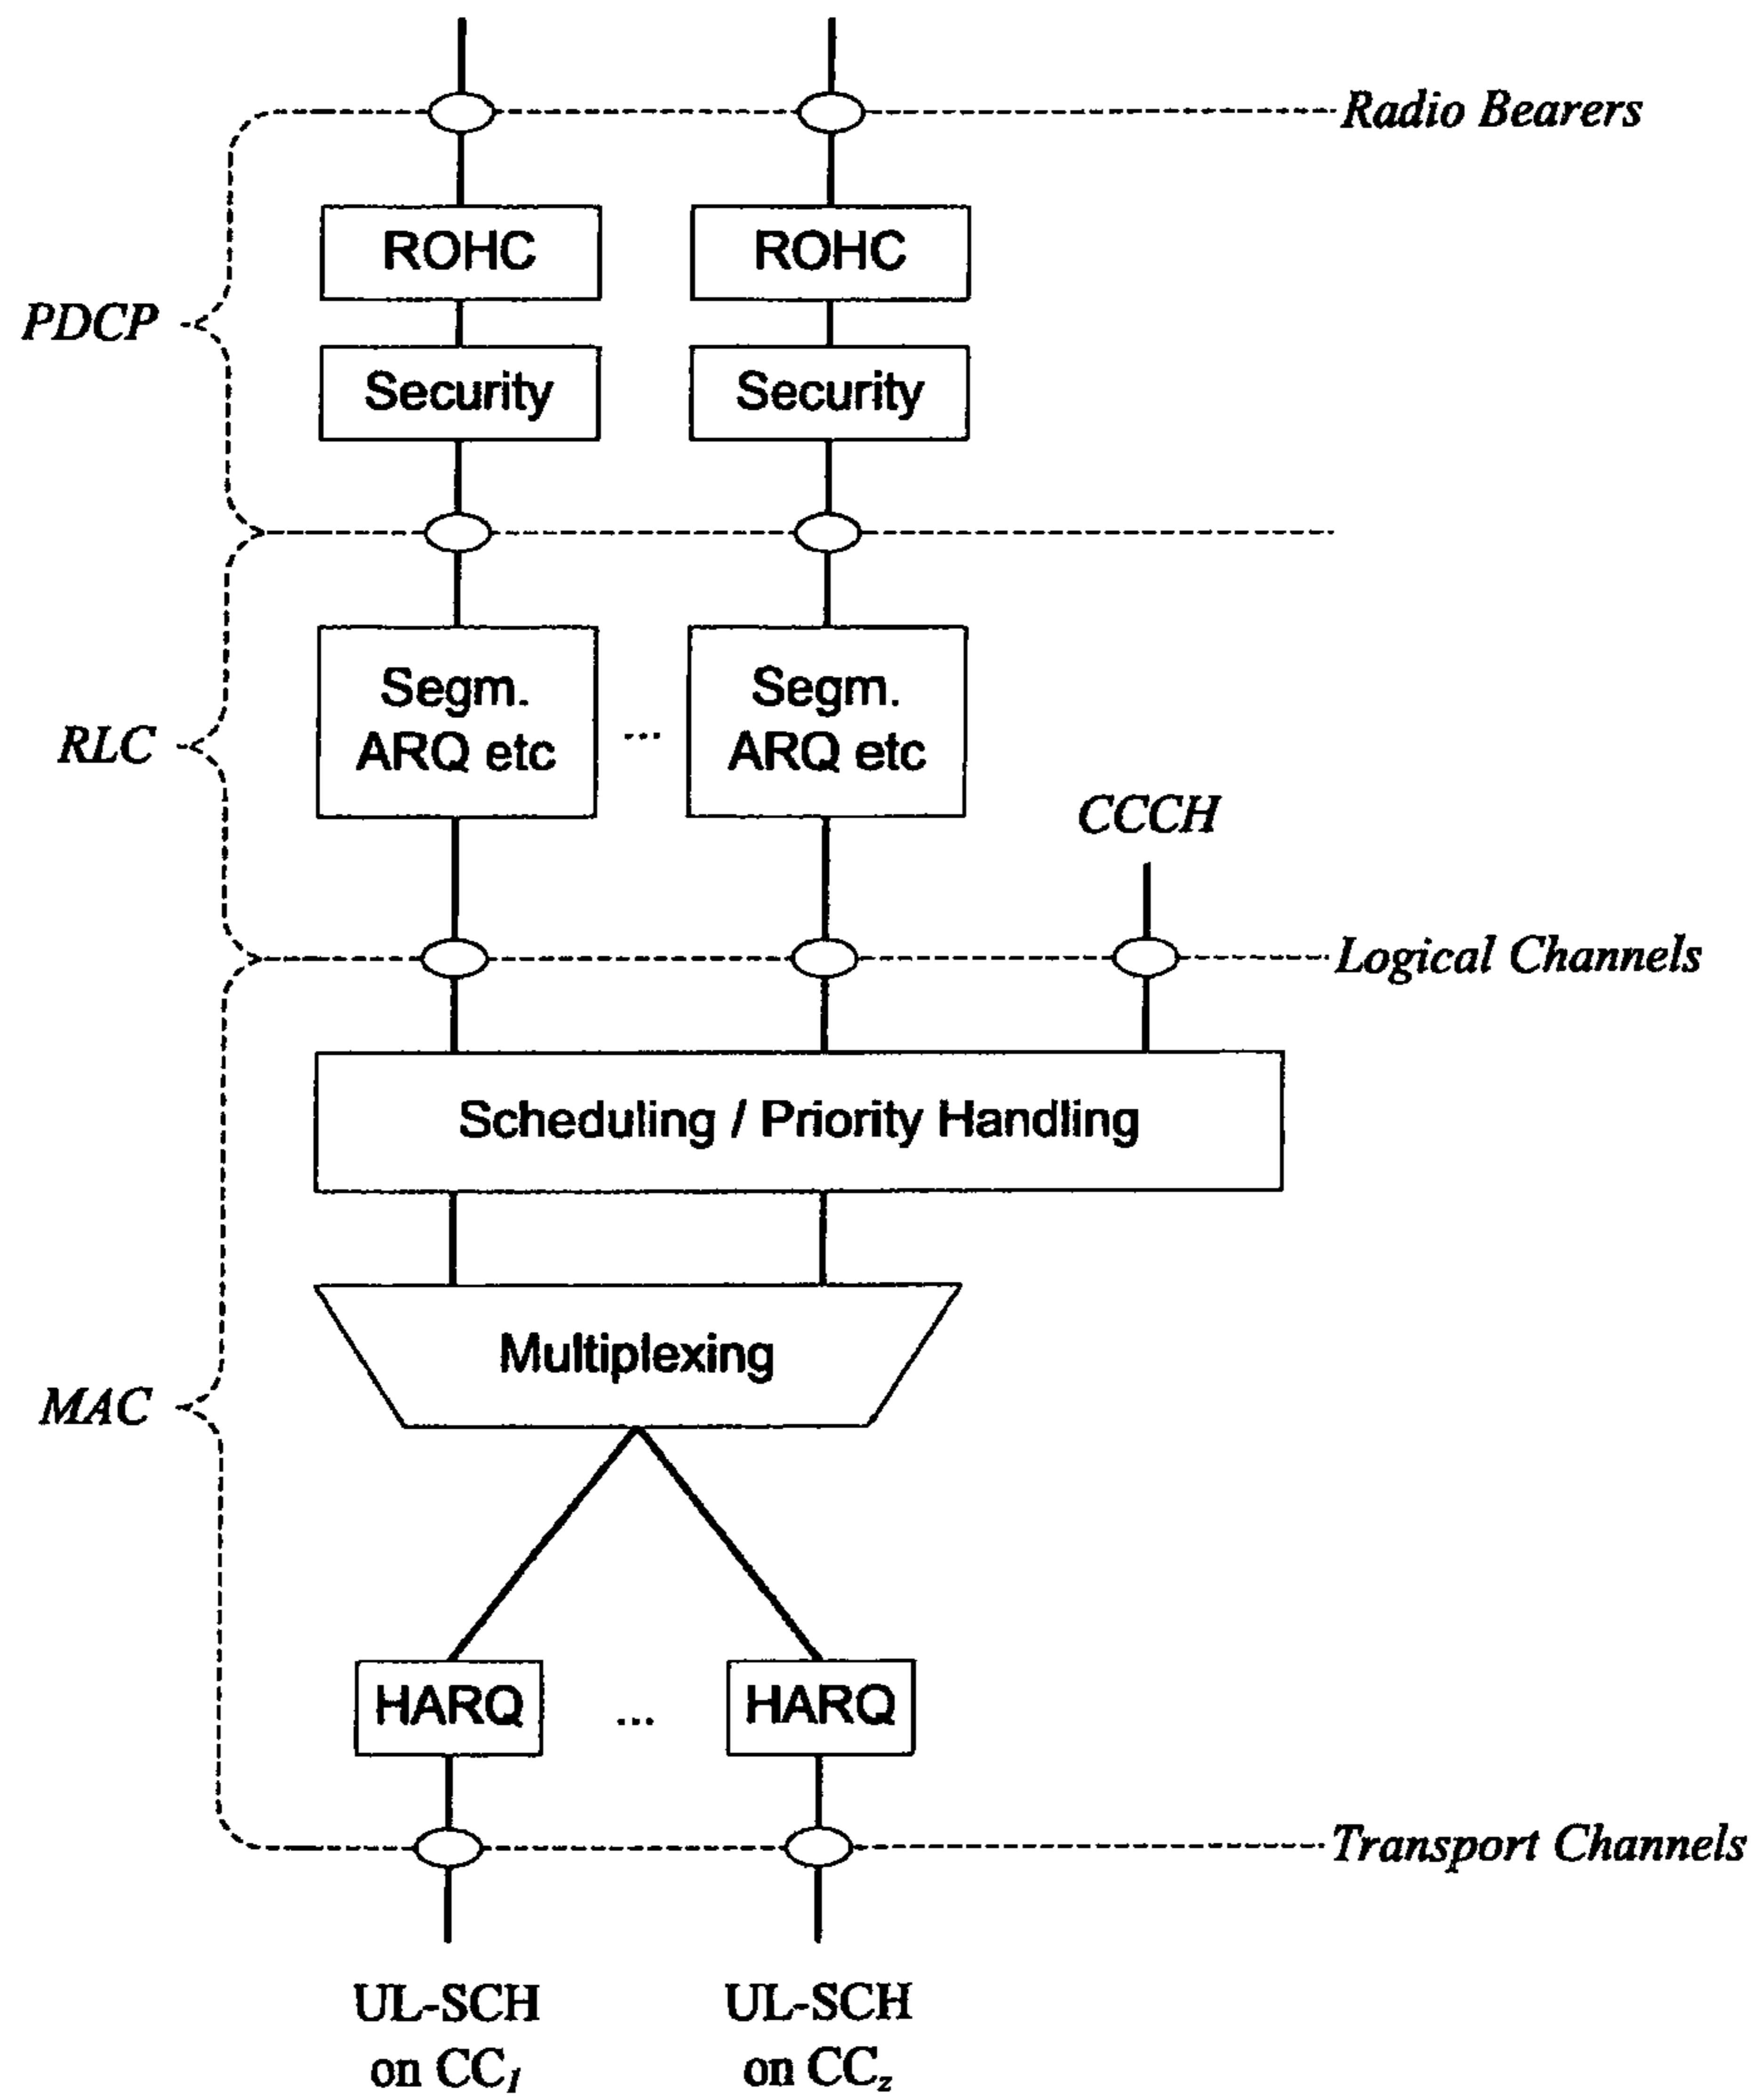 Radio Bearers
ROHC
ROHC
PDCP
Security
Security
Segm.
ARQ etc
...
Segm.
ARQ etc
RLC
CCCH
Logical Channels
Scheduling / Priority Handling
Multiplexing
MAC
HARQ
...
HARQ
Transport Channels
UL-SCH
on CC1
UL-SCH
on CCz